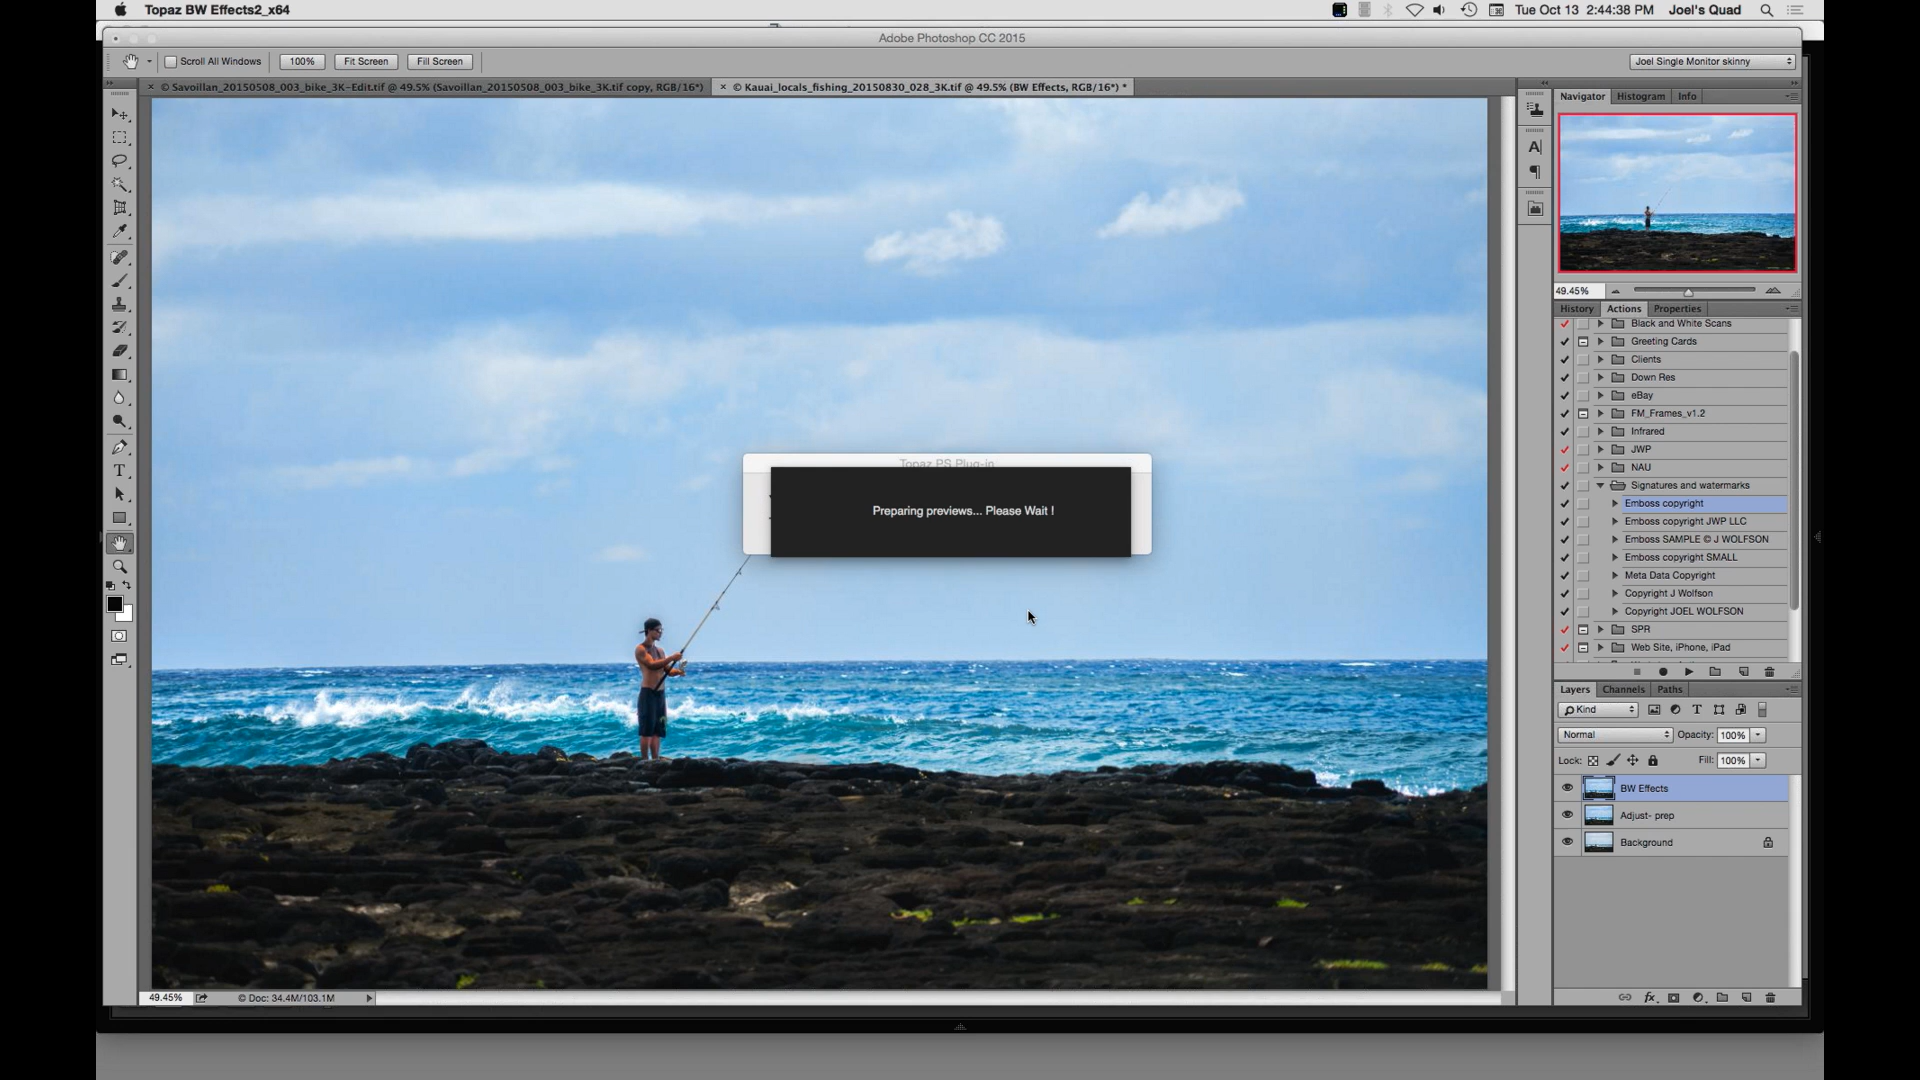 Topaz BW Effects2_x64
Tue Oct 13 2:44:38 PM Joel's Quad
Adobe Photoshop CC 2015
Scroll All Windows 100% Fit Screen Fill Screen
Joel Single Monitor skinny
× © Savoillan_20150508_003_bike_3K-Edit.tif @ 49.5% (Savoillan_20150508_003_bike_3K.tif copy, RGB/16*)
× © Kauai_locals_fishing_20150830_028_3K.tif @ 49.5% (BW Effects, RGB/16*) *
Navigator Histogram Info
49.45%
History Actions Properties
Black and White Scans
Greeting Cards
Clients
Down Res
eBay
FM_Frames_v1.2
Infrared
JWP
NAU
Signatures and watermarks
Emboss copyright
Emboss copyright JWP LLC
Emboss SAMPLE © J WOLFSON
Emboss copyright SMALL
Meta Data Copyright
Copyright J Wolfson
Copyright JOEL WOLFSON
SPR
Web Site, iPhone, iPad
Topaz PS Plug-in
Preparing previews... Please Wait !
Layers Channels Paths
Kind
Normal Opacity: 100%
Lock: Fill: 100%
BW Effects
Adjust- prep
Background
49.45% © Doc: 34.4M/103.1M